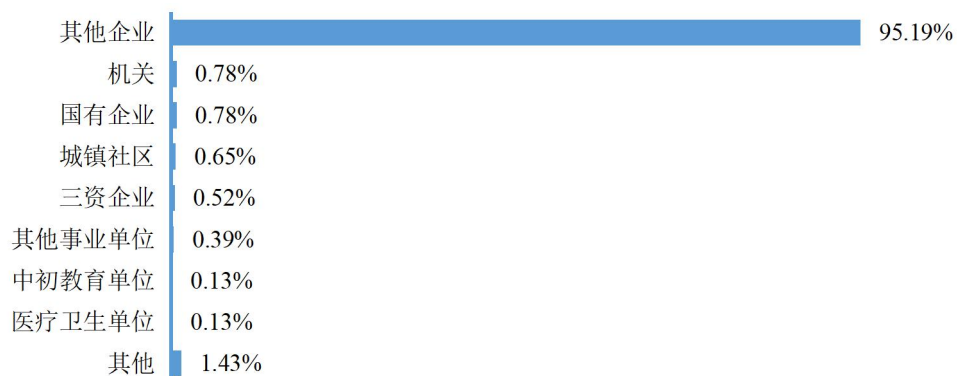 其他企业 95.19%
机关 0.78%
国有企业 0.78%
城镇社区 0.65%
三资企业 0.52%
其他事业单位 0.39%
中初教育单位 0.13%
医疗卫生单位 0.13%
其他 1.43%